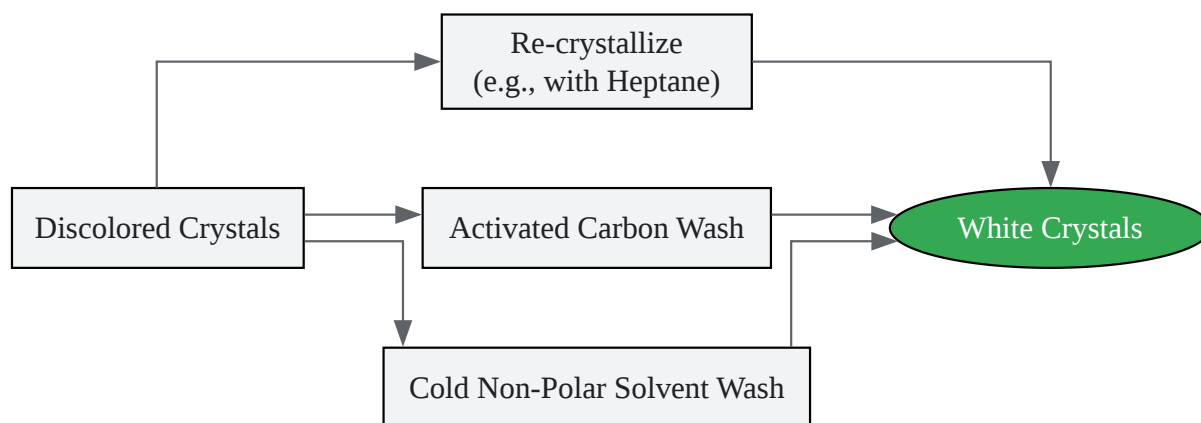 Re-crystallize
(e.g., with Heptane)
Discolored Crystals
Activated Carbon Wash
White Crystals
Cold Non-Polar Solvent Wash